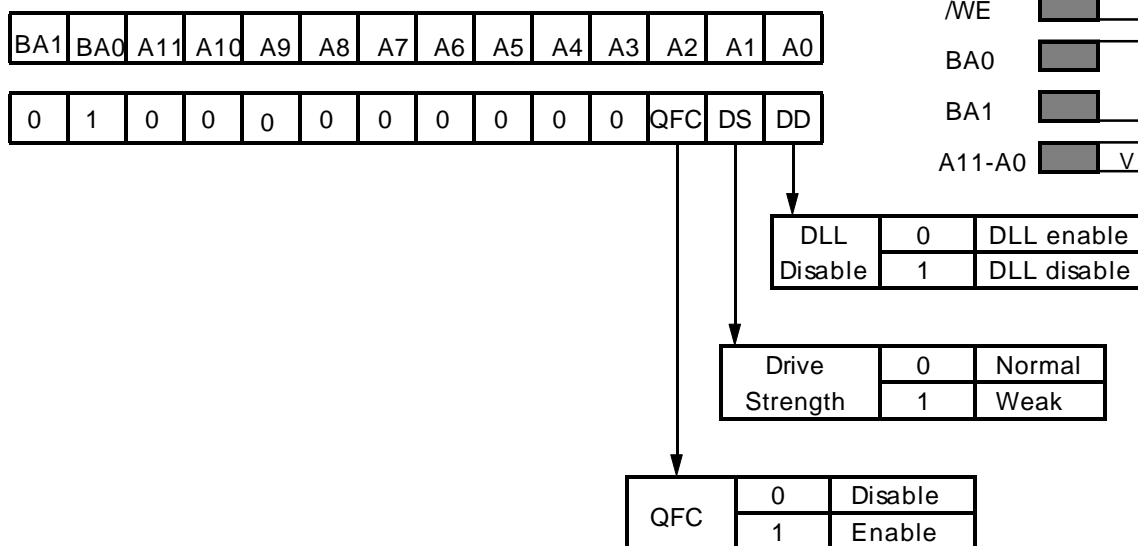 /WE
BA1 BA0 A11 A10 A9 A8 A7 A6 A5 A4 A3 A2 A1 A0
BA0
0 1 0 0 0 0 0 0 0 0 0 QFC DS DD
BA1
A11-A0 V
DLL Disable
0 DLL enable
1 DLL disable
Drive Strength
0 Normal
1 Weak
QFC
0 Disable
1 Enable